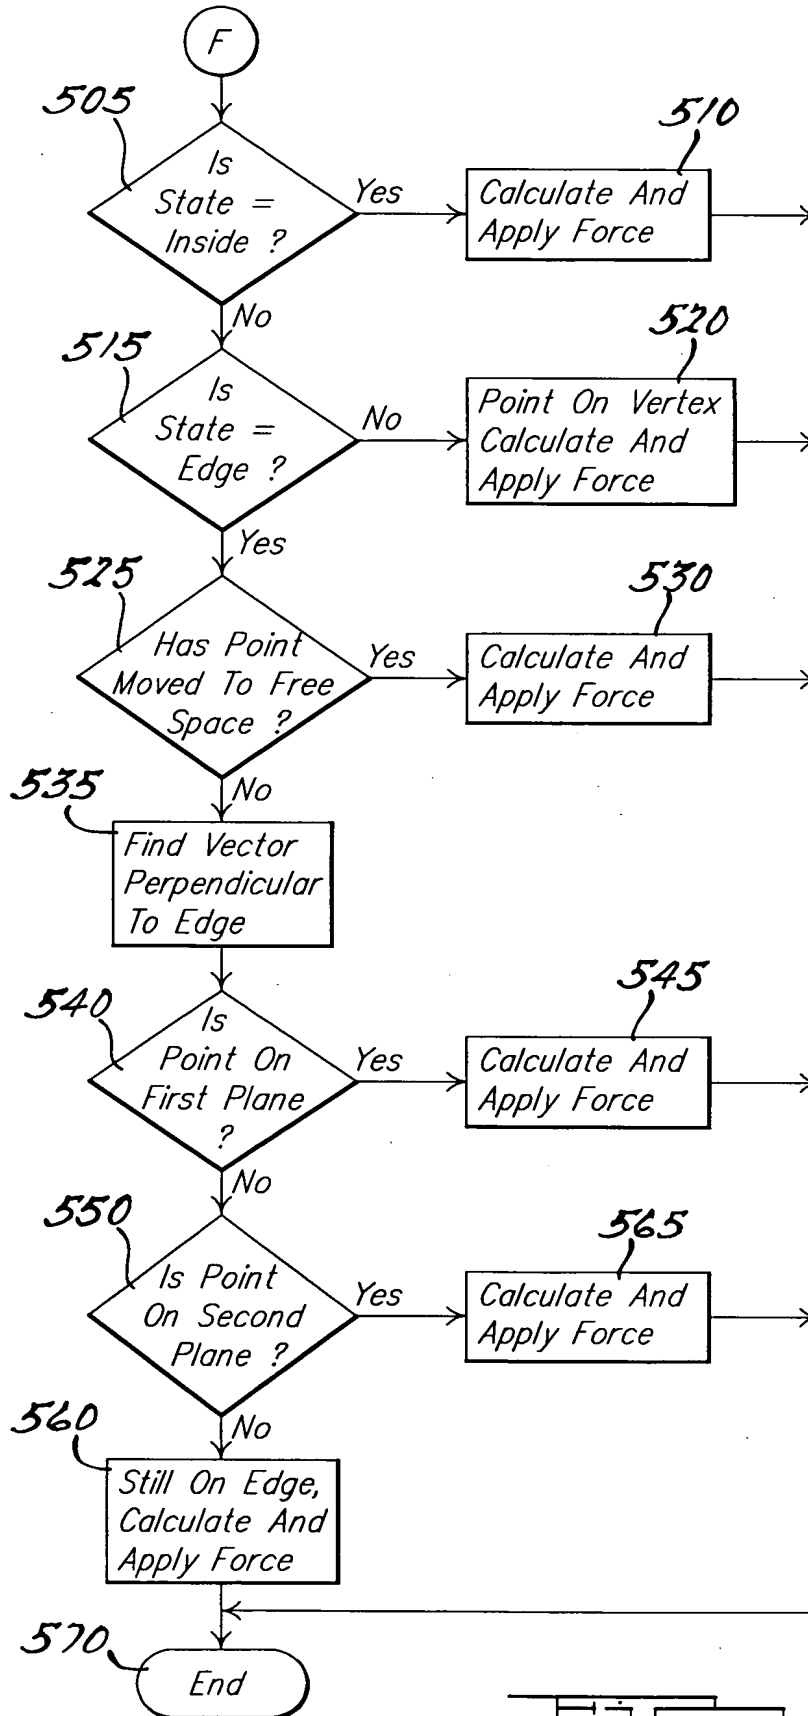 F
505
Is
State =
Inside ?
Yes
510
Calculate And
Apply Force
No
515
Is
State =
Edge ?
No
520
Point On Vertex
Calculate And
Apply Force
Yes
525
Has Point
Moved To Free
Space ?
Yes
530
Calculate And
Apply Force
No
535
Find Vector
Perpendicular
To Edge
540
Is
Point On
First Plane
?
Yes
545
Calculate And
Apply Force
No
550
Is Point
On Second
Plane ?
Yes
565
Calculate And
Apply Force
No
560
Still On Edge,
Calculate And
Apply Force
570
End